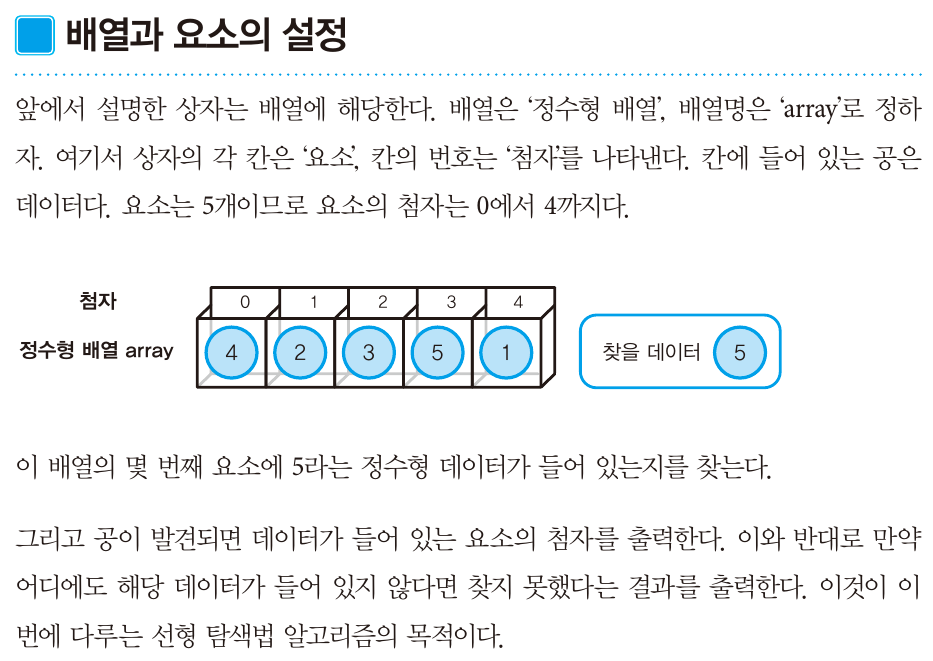 배열과 요소의 설정
앞에서 설명한 상자는 배열에 해당한다. 배열은 ‘정수형 배열’, 배열명은 ‘array’로 정하
자. 여기서 상자의 각 칸은 ‘요소’, 칸의 번호는 ‘첨자’를 나타낸다. 칸에 들어 있는 공은
데이터다. 요소는 5개이므로 요소의 첨자는 0에서 4까지다.
첨자 0 1 2 3 4
정수형 배열 array 4 2 3 5 1 찾을 데이터 5
이 배열의 몇 번째 요소에 5라는 정수형 데이터가 들어 있는지를 찾는다.
그리고 공이 발견되면 데이터가 들어 있는 요소의 첨자를 출력한다. 이와 반대로 만약
어디에도 해당 데이터가 들어 있지 않다면 찾지 못했다는 결과를 출력한다. 이것이 이
번에 다루는 선형 탐색법 알고리즘의 목적이다.